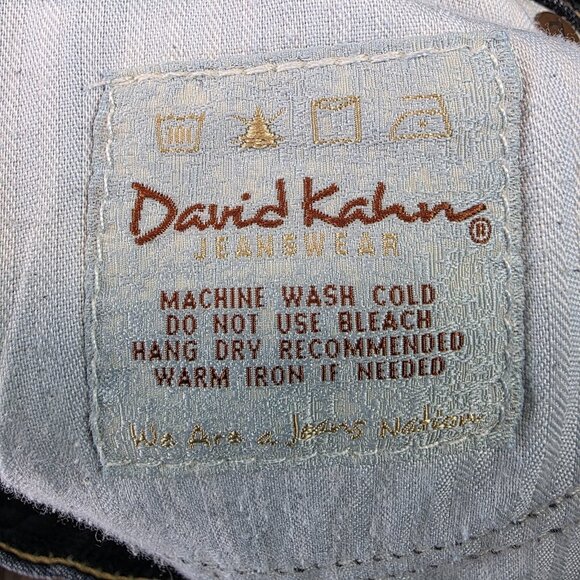 David Kahn®
JEANSWEAR
MACHINE WASH COLD
DO NOT USE BLEACH
HANG DRY RECOMMENDED
WARM IRON IF NEEDED
We Are a Jeans Nation